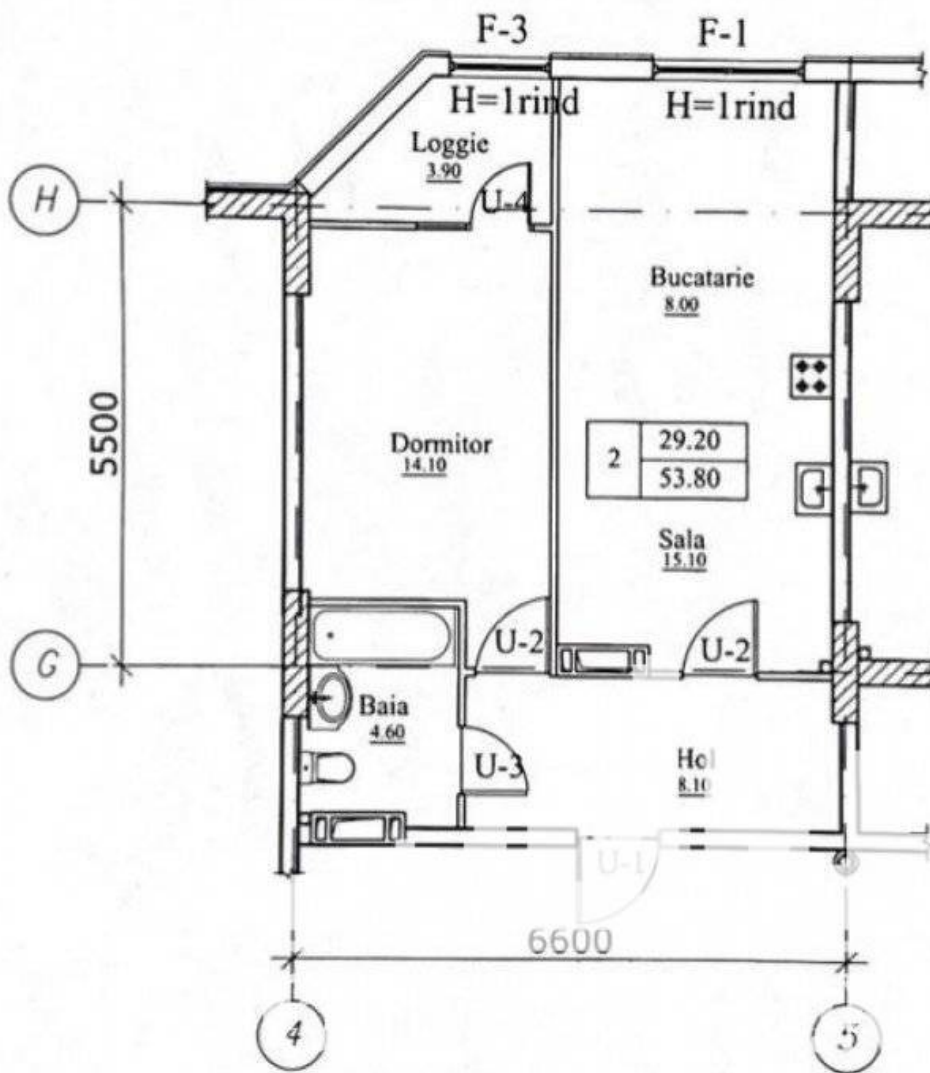 F-3
F-1
H=1rind
H=1rind
Loggie
3.90
U-4
H
Bucatarie
8.00
5500
Dormitor
14.10
2
29.20
53.80
Sala
15.10
G
U-2
U-2
Baia
4.60
U-3
Hol
8.10
U-1
6600
4
5